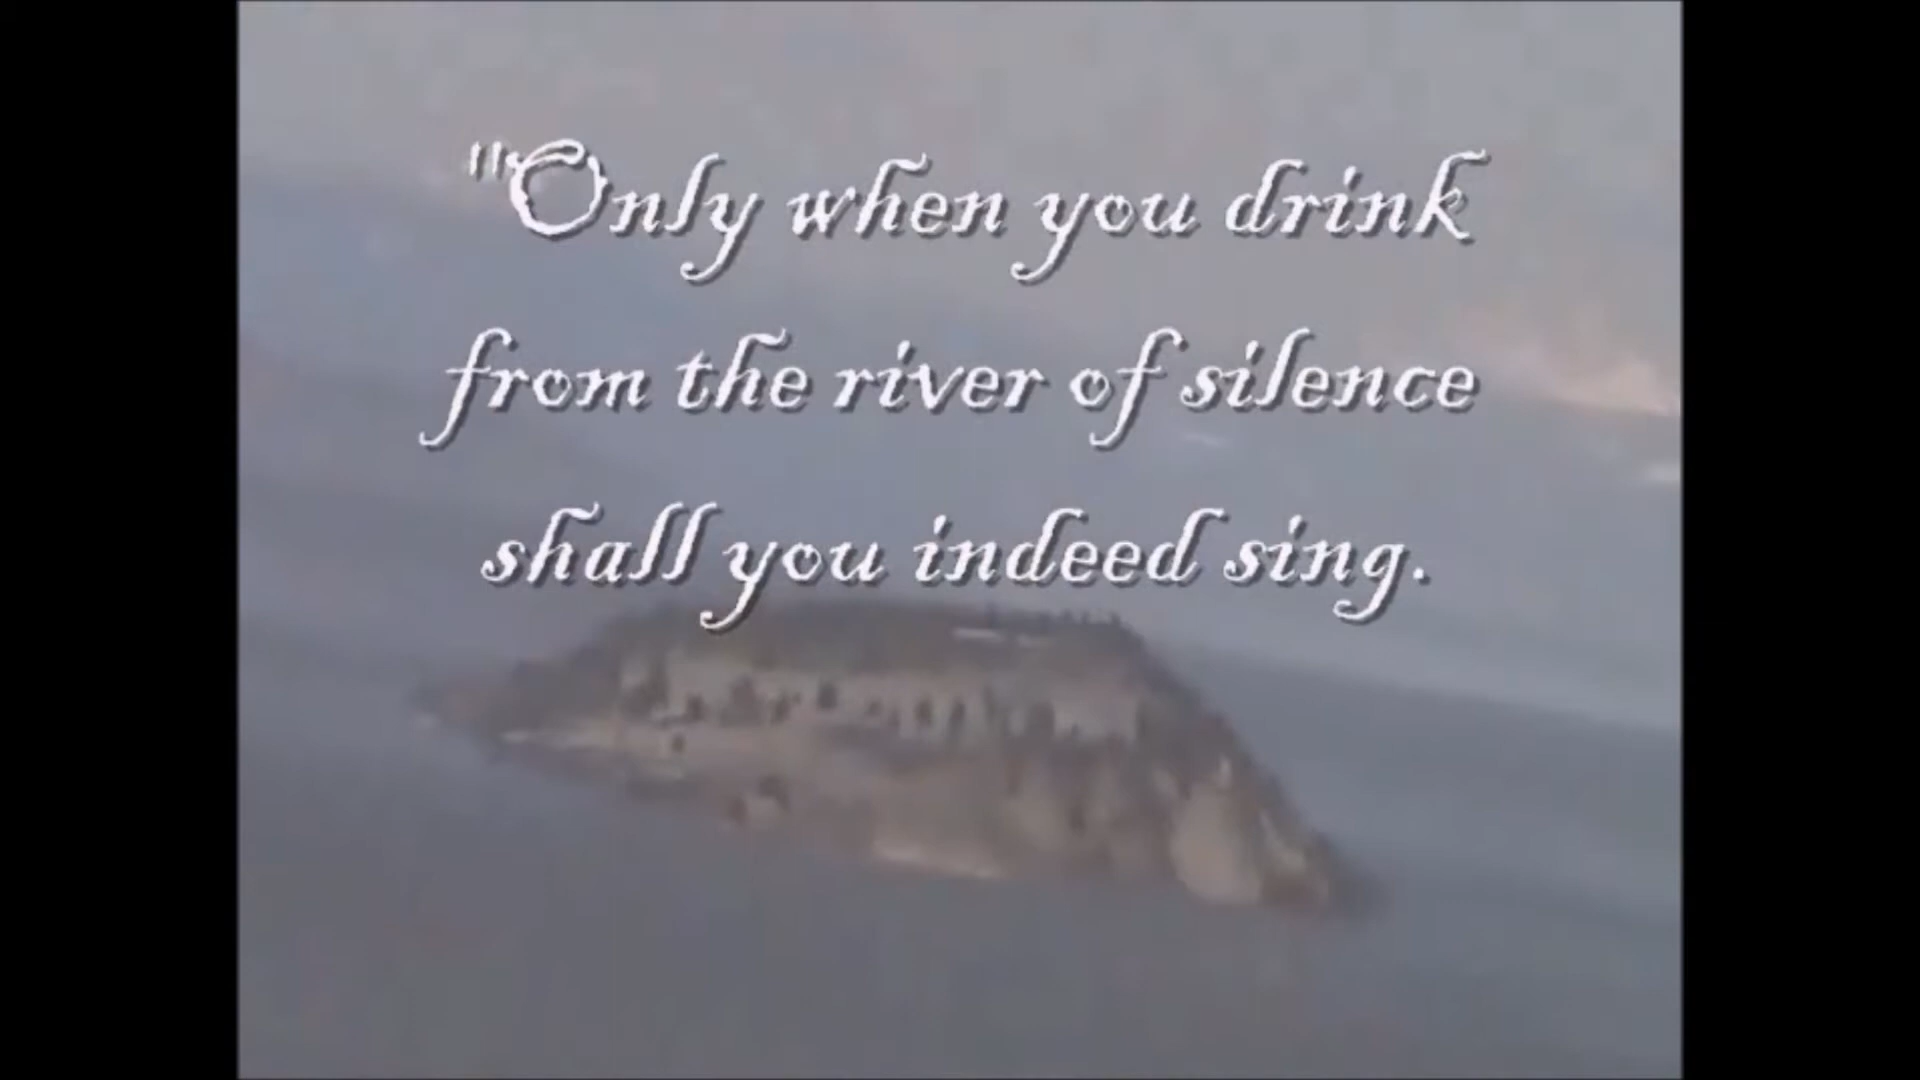 "Only when you drink
from the river of silence
shall you indeed sing.